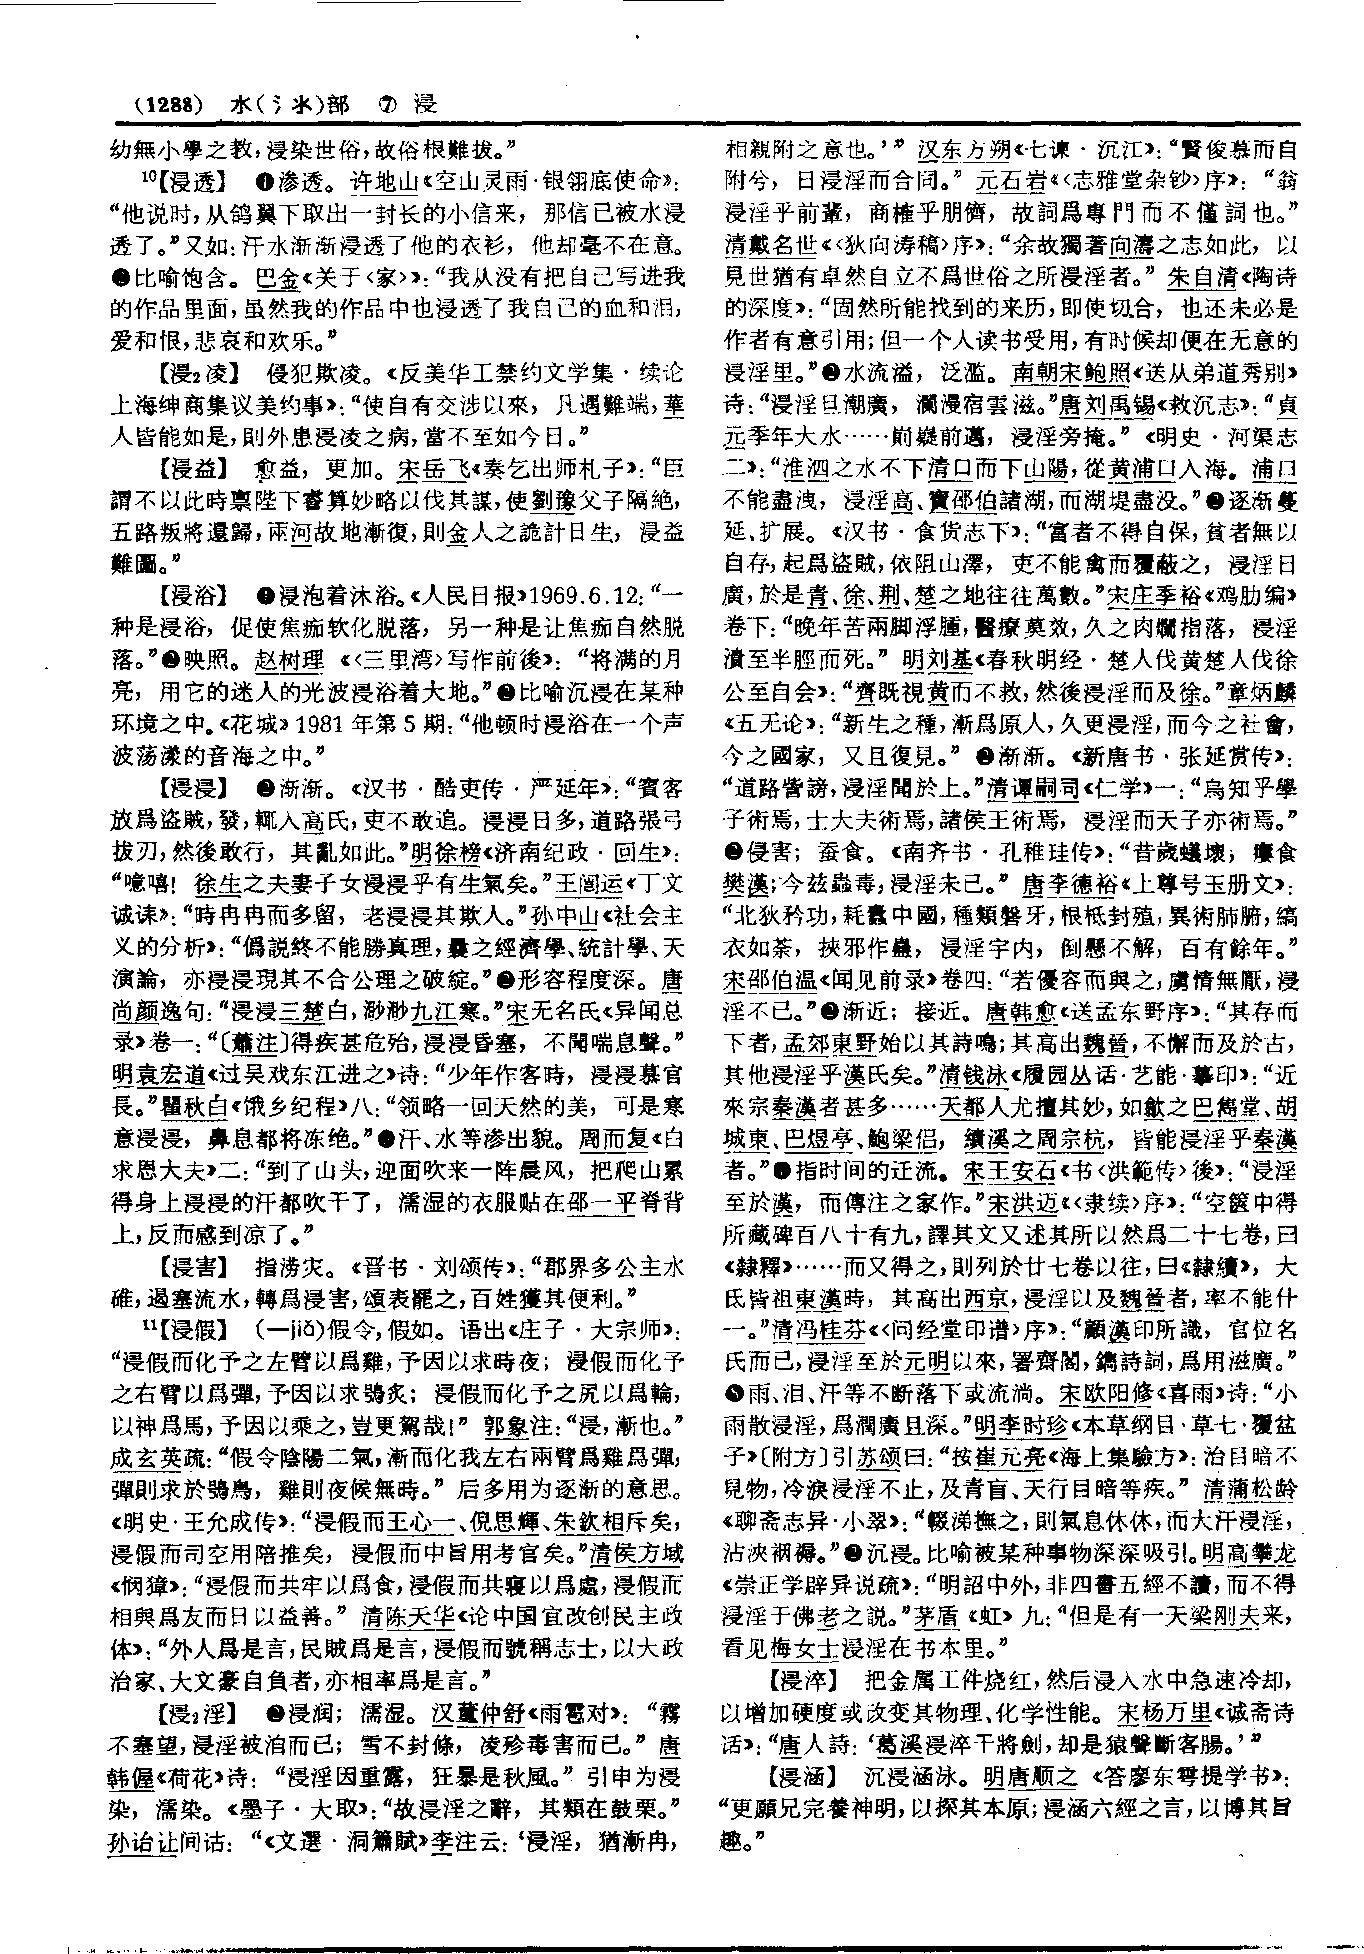 (1288) 水(氵氺)部 ⑦ 浸
幼無小學之教，浸染世俗，故俗根難拔。”
10【浸透】 ❶渗透。许地山《空山灵雨·银翎底使命》：
“他说时，从鸽翼下取出一封长的小信来，那信已被水浸
透了。”又如：汗水渐渐浸透了他的衣衫，他却毫不在意。
❷比喻饱含。巴金《关于〈家〉》：“我从没有把自己写进我
的作品里面，虽然我的作品中也浸透了我自己的血和泪，
爱和恨，悲哀和欢乐。”
【浸2凌】 侵犯欺凌。《反美华工禁约文学集·续论
上海绅商集议美约事》：“使自有交涉以來，凡遇難端，華
人皆能如是，則外患浸凌之病，當不至如今日。”
【浸益】 愈益，更加。宋岳飞《奏乞出师札子》：“臣
謂不以此時禀陛下睿算妙略以伐其謀，使劉豫父子隔絶，
五路叛將還歸，兩河故地漸復，則金人之詭計日生，浸益
難圖。”
【浸浴】 ❶浸泡着沐浴。《人民日报》1969.6.12：“一
种是浸浴，促使焦痂软化脱落，另一种是让焦痂自然脱
落。”❷映照。赵树理《〈三里湾〉写作前後》：“将满的月
亮，用它的迷人的光波浸浴着大地。”❸比喻沉浸在某种
环境之中。《花城》1981年第5期：“他顿时浸浴在一个声
波荡漾的音海之中。”
【浸浸】 ❶渐渐。《汉书·酷吏传·严延年》：“賓客
放爲盜賊，發，輒入高氏，吏不敢追。浸浸日多，道路張弓
拔刃，然後敢行，其亂如此。”明徐榜《济南纪政·回生》：
“噫嘻！徐生之夫妻子女浸浸乎有生氣矣。”王闿运《丁文
诚诔》：“時冉冉而多留，老浸浸其欺人。”孙中山《社会主
义的分析》：“僞説終不能勝真理，曩之經濟學、統計學、天
演論，亦浸浸現其不合公理之破綻。”❷形容程度深。唐
尚颜逸句：“浸浸三楚白，渺渺九江寒。”宋无名氏《异闻总
录》卷一：“〔蕭注〕得疾甚危殆，浸浸昏塞，不聞喘息聲。”
明袁宏道《过吴戏东江进之》诗：“少年作客時，浸浸慕官
長。”瞿秋白《饿乡纪程》八：“领略一回天然的美，可是寒
意浸浸，鼻息都将冻绝。”❸汗、水等渗出貌。周而复《白
求恩大夫》二：“到了山头，迎面吹来一阵晨风，把爬山累
得身上浸浸的汗都吹干了，濡湿的衣服贴在邵一平脊背
上，反而感到凉了。”
【浸害】 指涝灾。《晋书·刘颂传》：“郡界多公主水
碓，遏塞流水，轉爲浸害，頌表罷之，百姓獲其便利。”
11【浸假】 (—jiǎ)假令，假如。语出《庄子·大宗师》：
“浸假而化予之左臂以爲雞，予因以求時夜；浸假而化予
之右臂以爲彈，予因以求鴞炙；浸假而化予之尻以爲輪，
以神爲馬，予因以乘之，豈更駕哉！”郭象注：“浸，漸也。”
成玄英疏：“假令陰陽二氣，漸而化我左右兩臂爲雞爲彈，
彈則求於鴞鳥，雞則夜候無時。”后多用为逐渐的意思。
《明史·王允成传》：“浸假而王心一、倪思輝、朱欽相斥矣，
浸假而司空用陪推矣，浸假而中旨用考官矣。”清侯方域
《悯獐》：“浸假而共牢以爲食，浸假而共寢以爲處，浸假而
相與爲友而日以益善。”清陈天华《论中国宜改创民主政
体》：“外人爲是言，民賊爲是言，浸假而號稱志士，以大政
治家、大文豪自負者，亦相率爲是言。”
【浸2淫】 ❶浸润；濡湿。汉董仲舒《雨雹对》：“霧
不塞望，浸淫被泊而已；雪不封條，凌殄毒害而已。”唐
韩偓《荷花》诗：“浸淫因重露，狂暴是秋風。”引申为浸
染，濡染。《墨子·大取》：“故浸淫之辭，其類在鼓栗。”
孙诒让间诂：“《文選·洞簫賦》李注云：‘浸淫，猶漸冉，
相親附之意也。’”汉东方朔《七谏·沉江》：“賢俊慕而自
附兮，日浸淫而合同。”元石岩《〈志雅堂杂钞〉序》：“翁
浸淫乎前輩，商榷乎朋儕，故詞爲專門而不僅詞也。”
清戴名世《〈狄向涛稿〉序》：“余故獨著向濤之志如此，以
見世猶有卓然自立不爲世俗之所浸淫者。”朱自清《陶诗
的深度》：“固然所能找到的来历，即使切合，也还未必是
作者有意引用；但一个人读书受用，有时候却便在无意的
浸淫里。”❷水流溢，泛滥。南朝宋鲍照《送从弟道秀别》
诗：“浸淫旦潮廣，瀾漫宿雲滋。”唐刘禹锡《救沉志》：“貞
元季年大水……前嶷前邁，浸淫旁掩。”《明史·河渠志
二》：“淮泗之水不下清口而下山陽，從黄浦口入海。浦口
不能盡洩，浸淫高、寶邵伯諸湖，而湖堤盡没。”❸逐渐蔓
延、扩展。《汉书·食货志下》：“富者不得自保，貧者無以
自存，起爲盜賊，依阻山澤，吏不能禽而覆蔽之，浸淫日
廣，於是青、徐、荆、楚之地往往萬數。”宋庄季裕《鸡肋编》
卷下：“晚年苦兩脚浮腫，醫療莫效，久之肉爛指落，浸淫
潰至半脛而死。”明刘基《春秋明经·楚人伐黄楚人伐徐
公至自会》：“齊既視黄而不救，然後浸淫而及徐。”章炳麟
《五无论》：“新生之種，漸爲原人，久更浸淫，而今之社會，
今之國家，又且復見。”❹渐渐。《新唐书·张延赏传》：
“道路訾謗，浸淫聞於上。”清谭嗣同《仁学》一：“烏知乎學
子術焉，士大夫術焉，諸侯王術焉，浸淫而天子亦術焉。”
❺侵害；蚕食。《南齐书·孔稚珪传》：“昔歲蟻壞，瘻食
樊漢；今兹蟲毒，浸淫未已。”唐李德裕《上尊号玉册文》：
“北狄矜功，耗蠹中國，種類磐牙，根柢封殖，異術肺腑，縞
衣如荼，挾邪作蠱，浸淫宇内，倒懸不解，百有餘年。”
宋邵伯温《闻见前录》卷四：“若優容而與之，虜情無厭，浸
淫不已。”❻渐近；接近。唐韩愈《送孟东野序》：“其存而
下者，孟郊東野始以其詩鳴；其高出魏晉，不懈而及於古，
其他浸淫乎漢氏矣。”清钱泳《履园丛话·艺能·摹印》：“近
來宗秦漢者甚多……天都人尤擅其妙，如歙之巴雋堂、胡
城東、巴煜亭、鮑梁侣，績溪之周宗杭，皆能浸淫乎秦漢
者。”❼指时间的迁流。宋王安石《书〈洪範传〉後》：“浸淫
至於漢，而傳注之家作。”宋洪迈《〈隶续〉序》：“空篋中得
所藏碑百八十有九，譯其文又述其所以然爲二十七卷，曰
《隸釋》……而又得之，則列於廿七卷以往，曰《隸續》，大
氐皆祖東漢時，其高出西京，浸淫以及魏晉者，率不能什
一。”清冯桂芬《〈问经堂印谱〉序》：“顧漢印所識，官位名
氏而已，浸淫至於元明以來，署齋閣，鐫詩詞，爲用滋廣。”
❽雨、泪、汗等不断落下或流淌。宋欧阳修《喜雨》诗：“小
雨散浸淫，爲潤廣且深。”明李时珍《本草纲目·草七·覆盆
子》〔附方〕引苏颂曰：“按崔元亮《海上集驗方》：治目暗不
見物，冷淚浸淫不止，及青盲、天行目暗等疾。”清蒲松龄
《聊斋志异·小翠》：“輟涕撫之，則氣息休休，而大汗浸淫，
沾浹裀褥。”❾沉浸。比喻被某种事物深深吸引。明高攀龙
《崇正学辟异说疏》：“明詔中外，非四書五經不讀，而不得
浸淫于佛老之説。”茅盾《虹》九：“但是有一天梁刚夫来，
看见梅女士浸淫在书本里。”
【浸淬】 把金属工件烧红，然后浸入水中急速冷却，
以增加硬度或改变其物理、化学性能。宋杨万里《诚斋诗
话》：“唐人詩：‘葛溪浸淬干將劍，却是猿聲斷客腸。’”
【浸涵】 沉浸涵泳。明唐顺之《答廖东雩提学书》：
“更願兄完養神明，以探其本原；浸涵六經之言，以博其旨
趣。”